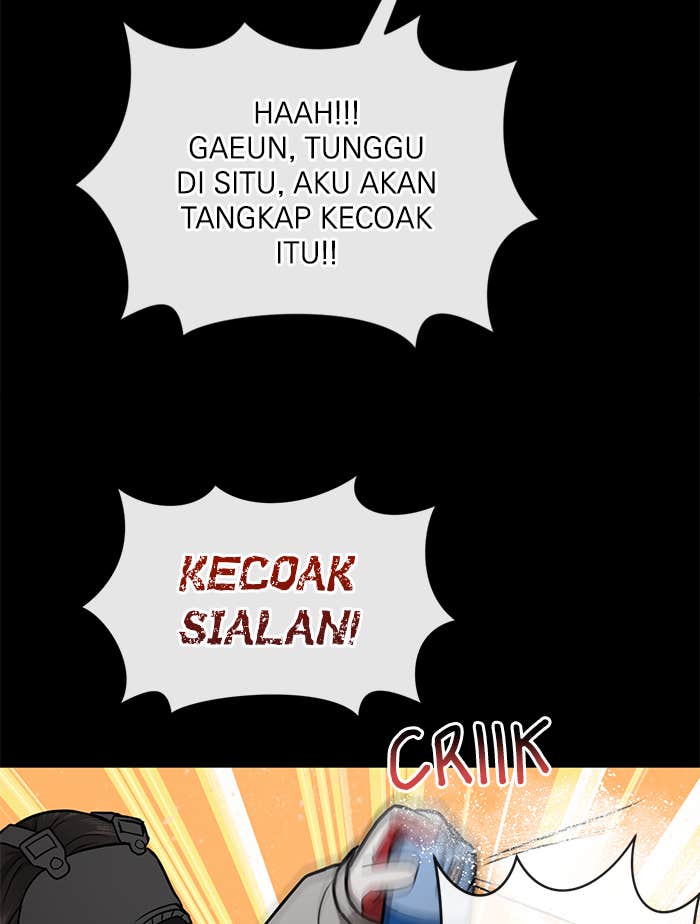 HAAH!!!
GAEUN, TUNGGU
DI SITU, AKU AKAN
TANGKAP KECOAK
ITU!!
KECOAK
SIALAN!
CRIIK